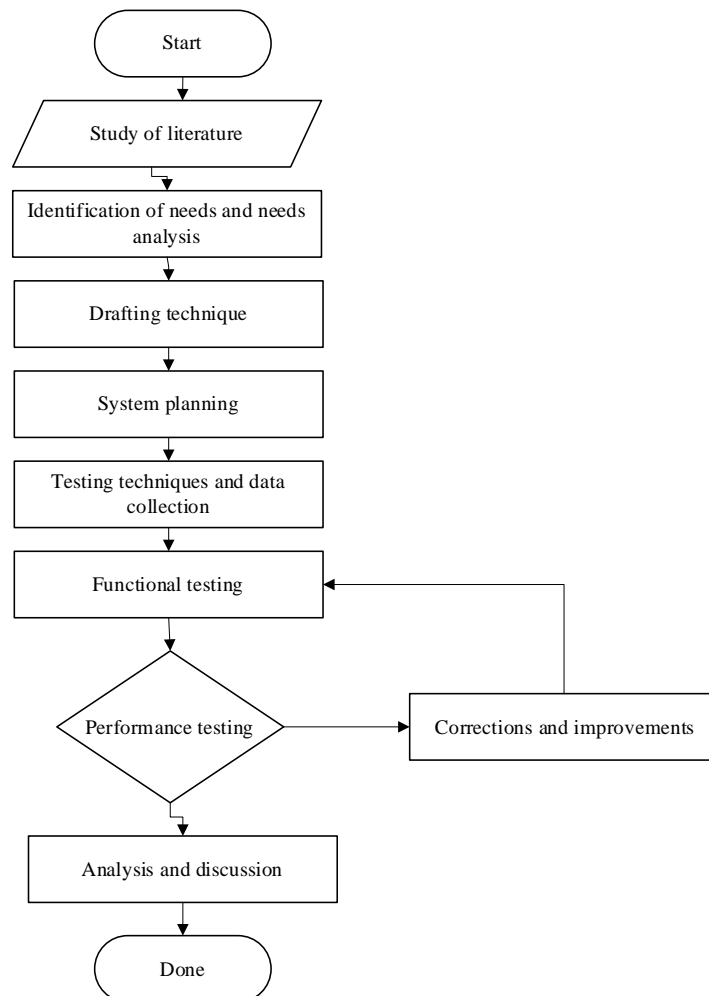 Start
Study of literature
Identification of needs and needs
analysis
Drafting technique
System planning
Testing techniques and data
collection
Functional testing
Performance testing
Corrections and improvements
Analysis and discussion
Done